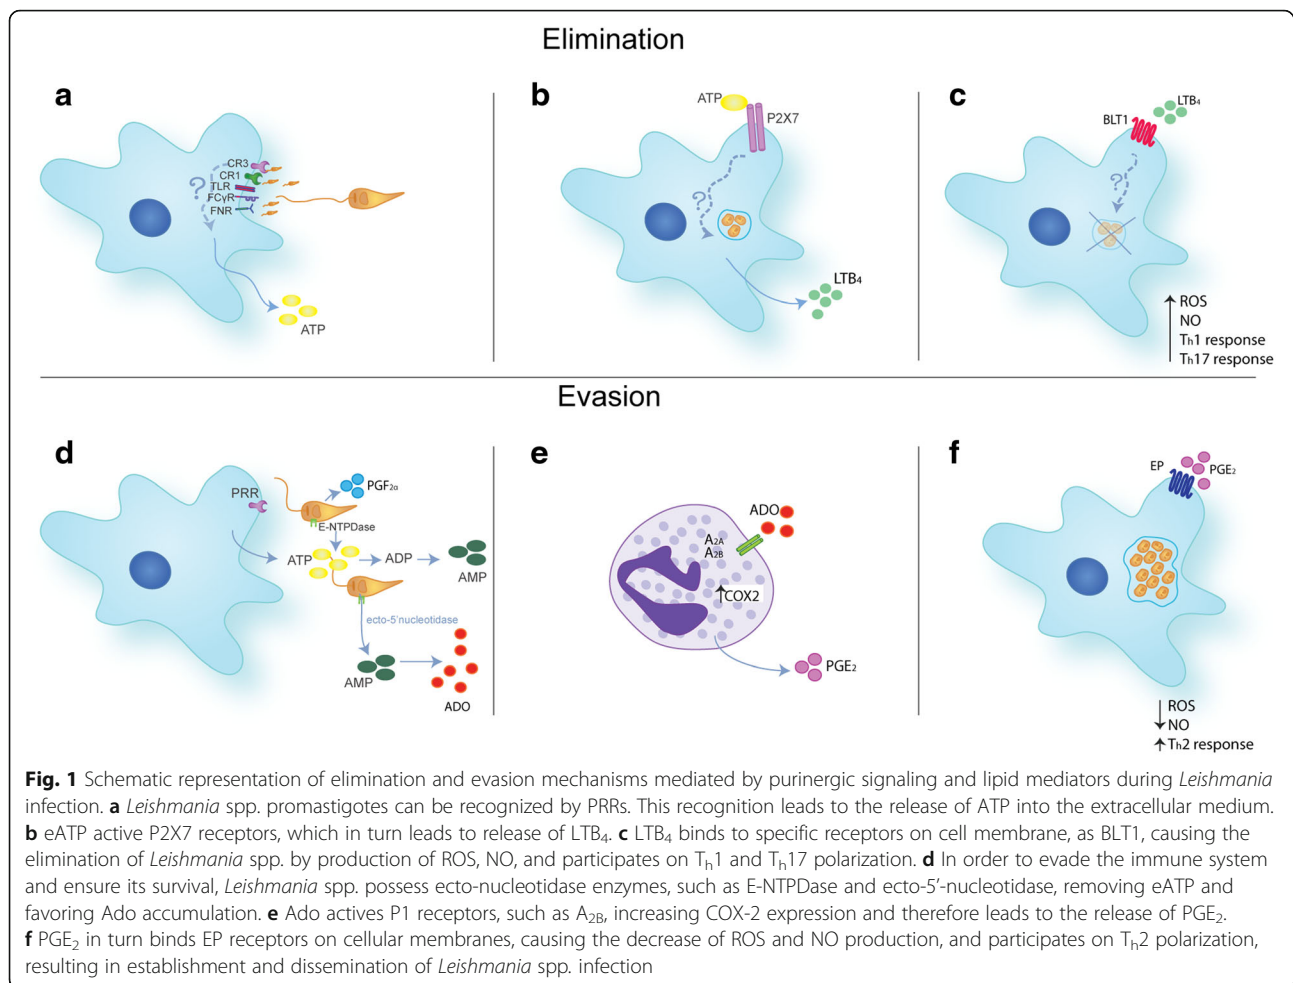 Elimination
a
CR3
CR1
TLR
FCγR
FNR
?
ATP
b
ATP
P2X7
?
LTB₄
c
BLT1
LTB₄
?
ROS
NO
Th1 response
Th17 response
Evasion
d
PRR
PGF2α
E-NTPDase
ATP
ADP
AMP
ecto-5'nucleotidase
AMP
ADO
e
ADO
A2A
A2B
↑COX2
PGE₂
f
EP
PGE₂
ROS
NO
Th2 response
Fig. 1 Schematic representation of elimination and evasion mechanisms mediated by purinergic signaling and lipid mediators during Leishmania
infection. a Leishmania spp. promastigotes can be recognized by PRRs. This recognition leads to the release of ATP into the extracellular medium.
b eATP active P2X7 receptors, which in turn leads to release of LTB₄. c LTB₄ binds to specific receptors on cell membrane, as BLT1, causing the
elimination of Leishmania spp. by production of ROS, NO, and participates on Th1 and Th17 polarization. d In order to evade the immune system
and ensure its survival, Leishmania spp. possess ecto-nucleotidase enzymes, such as E-NTPDase and ecto-5′-nucleotidase, removing eATP and
favoring Ado accumulation. e Ado actives P1 receptors, such as A2B, increasing COX-2 expression and therefore leads to the release of PGE₂.
f PGE₂ in turn binds EP receptors on cellular membranes, causing the decrease of ROS and NO production, and participates on Th2 polarization,
resulting in establishment and dissemination of Leishmania spp. infection